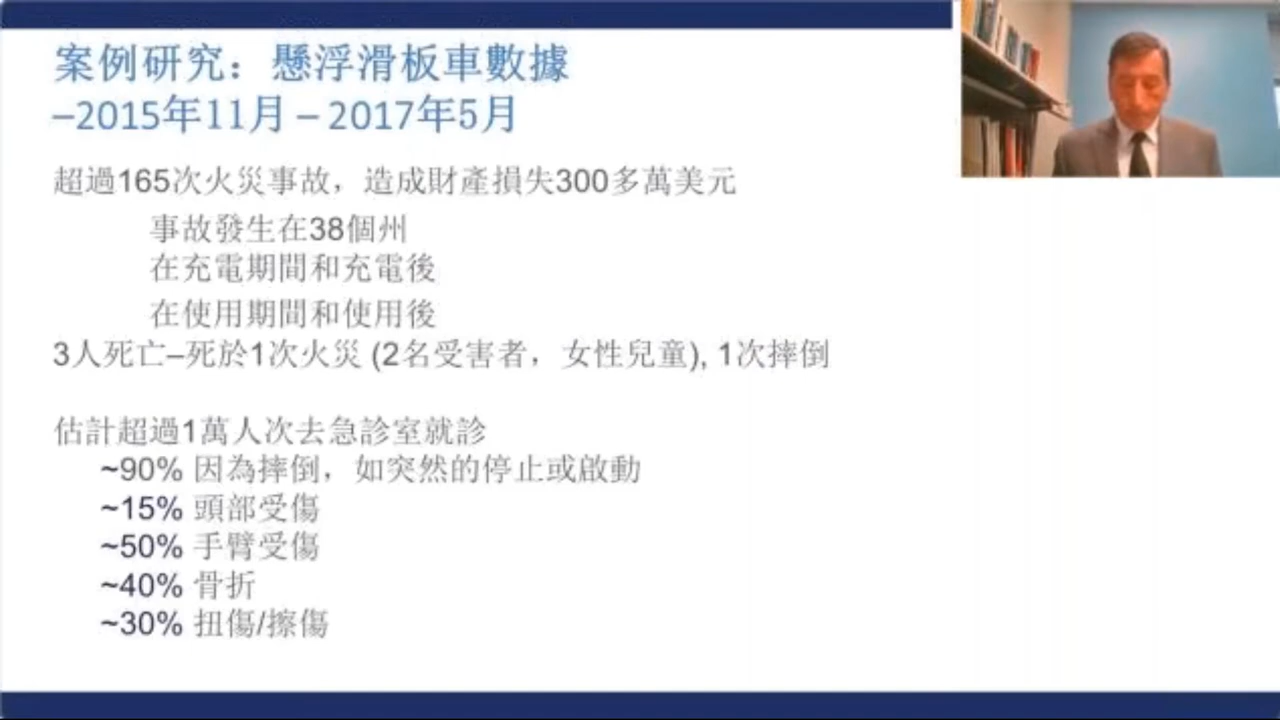 案例研究：懸浮滑板車數據
–2015年11月 – 2017年5月
超過165次火災事故，造成財產損失300多萬美元
事故發生在38個州
在充電期間和充電後
在使用期間和使用後
3人死亡–死於1次火災 (2名受害者，女性兒童), 1次摔倒
估計超過1萬人次去急診室就診
~90% 因為摔倒，如突然的停止或啟動
~15% 頭部受傷
~50% 手臂受傷
~40% 骨折
~30% 扭傷/擦傷